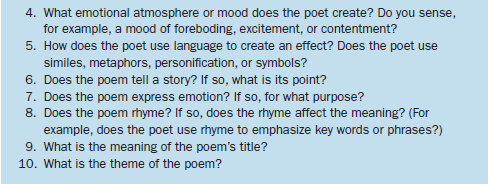 4. What emotional atmosphere or mood does the poet create? Do you sense,
for example, a mood of foreboding, excitement, or contentment?
5. How does the poet use language to create an effect? Does the poet use
similes, metaphors, personification, or symbols?
6. Does the poem tell a story? If so, what is its point?
7. Does the poem express emotion? If so, for what purpose?
8. Does the poem rhyme? If so, does the rhyme affect the meaning? (For
example, does the poet use rhyme to emphasize key words or phrases?)
9. What is the meaning of the poem's title?
10. What is the theme of the poem?